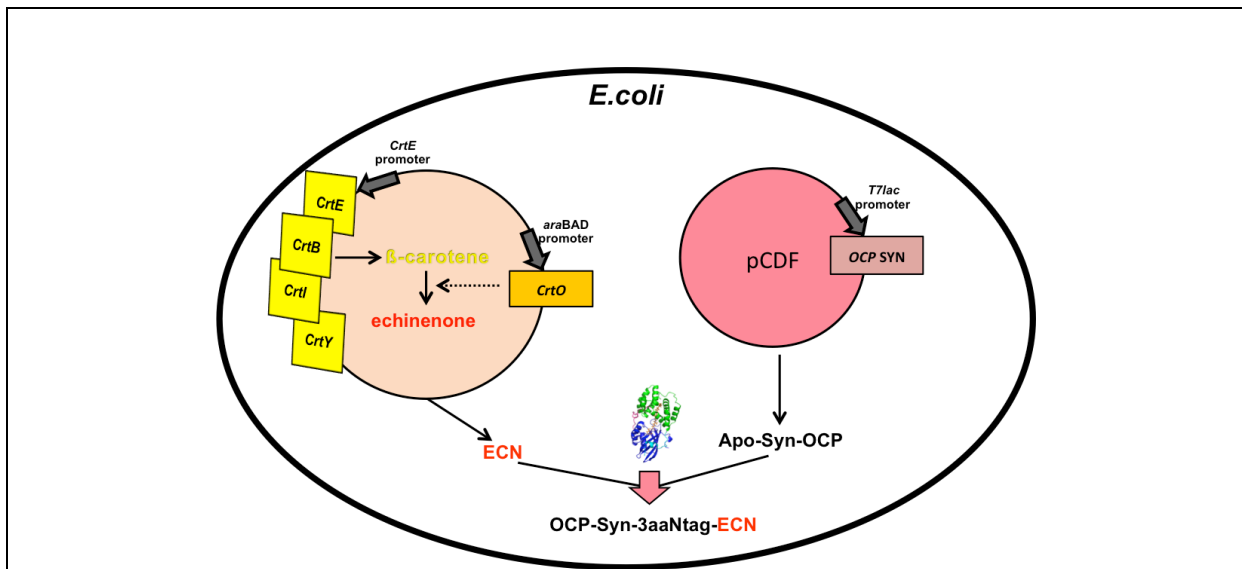 E.coli
CrtE
promoter
CrtE
CrtB
CrtI
CrtY
ß-carotene
echinenone
araBAD
promoter
CrtO
T7lac
promoter
pCDF
OCP SYN
ECN
Apo-Syn-OCP
OCP-Syn-3aaNtag-ECN